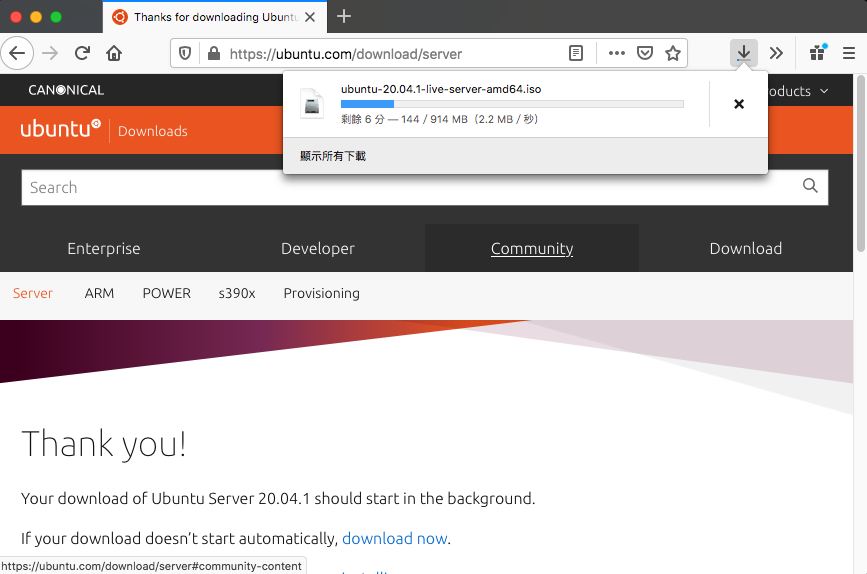 Thanks for downloading Ubuntu
https://ubuntu.com/download/server
CANONICAL
oducts
ubuntu
Downloads
ubuntu-20.04.1-live-server-amd64.iso
剩餘 6 分 — 144 / 914 MB（2.2 MB / 秒）
顯示所有下載
Search
Enterprise
Developer
Community
Download
Server
ARM
POWER
s390x
Provisioning
Thank you!
Your download of Ubuntu Server 20.04.1 should start in the background.
If your download doesn’t start automatically, download now.
https://ubuntu.com/download/server#community-content